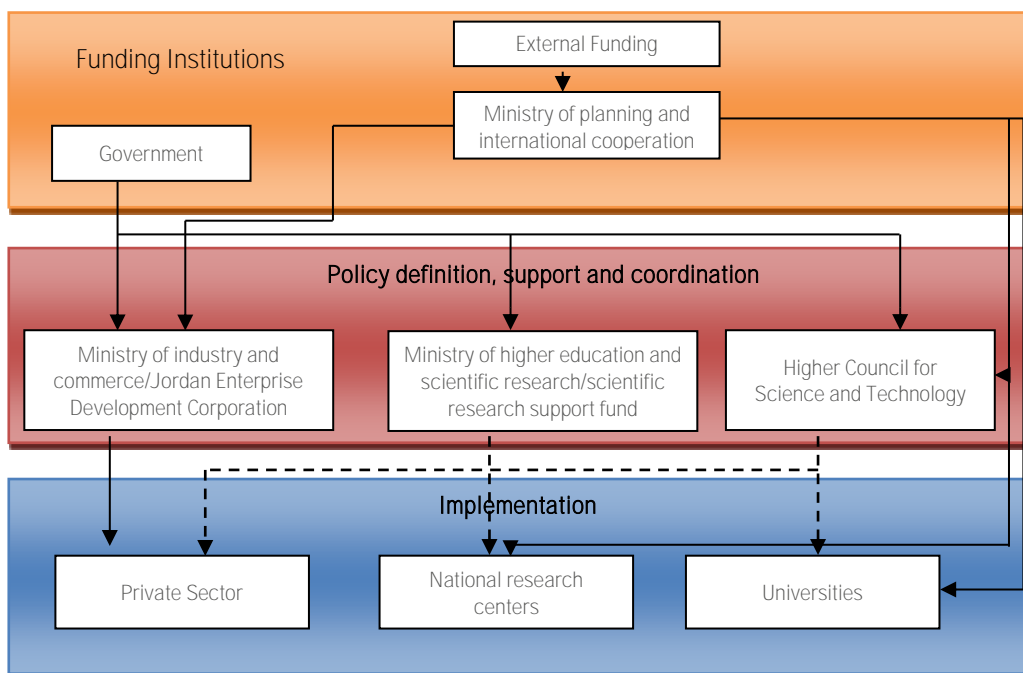 Funding Institutions
External Funding
Ministry of planning and
international cooperation
Government
Policy definition, support and coordination
Ministry of industry and
commerce/Jordan Enterprise
Development Corporation
Ministry of higher education and
scientific research/scientific
research support fund
Higher Council for
Science and Technology
Implementation
Private Sector
National research
centers
Universities